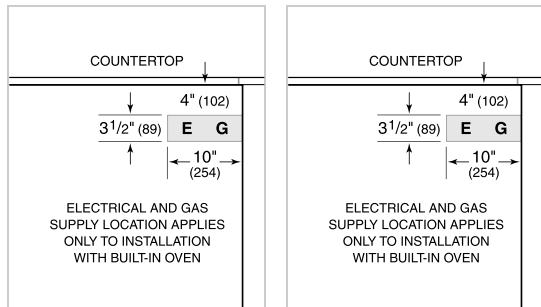 COUNTERTOP
4" (102)
3 1/2" (89)
E G
10"
(254)
ELECTRICAL AND GAS
SUPPLY LOCATION APPLIES
ONLY TO INSTALLATION
WITH BUILT-IN OVEN
COUNTERTOP
4" (102)
3 1/2" (89)
E G
10"
(254)
ELECTRICAL AND GAS
SUPPLY LOCATION APPLIES
ONLY TO INSTALLATION
WITH BUILT-IN OVEN